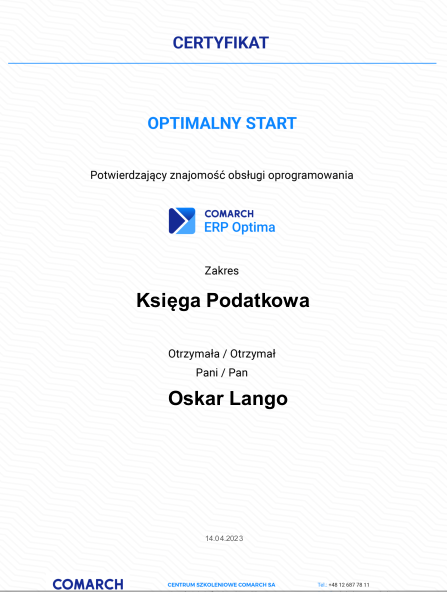 CERTYFIKAT
OPTIMALNY START
Potwierdzający znajomość obsługi oprogramowania
COMARCH
ERP Optima
Zakres
Księga Podatkowa
Otrzymała / Otrzymał
Pani / Pan
Oskar Lango
14.04.2023
COMARCH CENTRUM SZKOLENIOWE COMARCH SA Tel.: +48 12 687 78 11